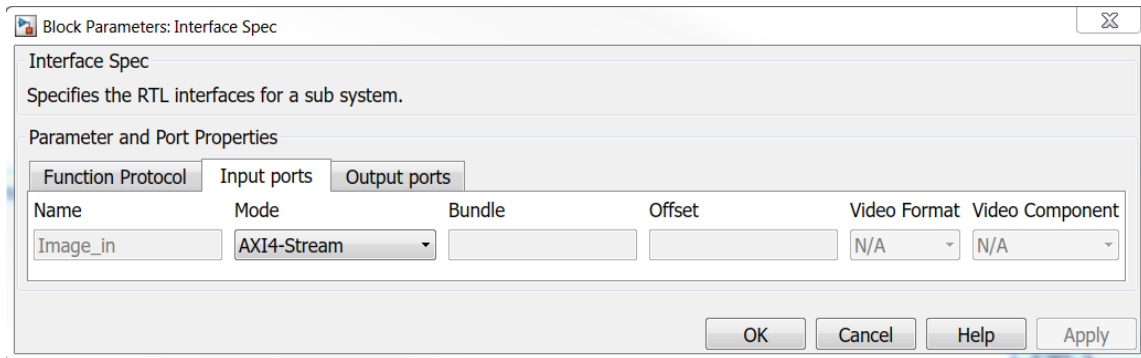 Block Parameters: Interface Spec
Interface Spec
Specifies the RTL interfaces for a sub system.
Parameter and Port Properties
Function Protocol Input ports Output ports
Name Mode Bundle Offset Video Format Video Component
Image_in AXI4-Stream N/A N/A
OK Cancel Help Apply